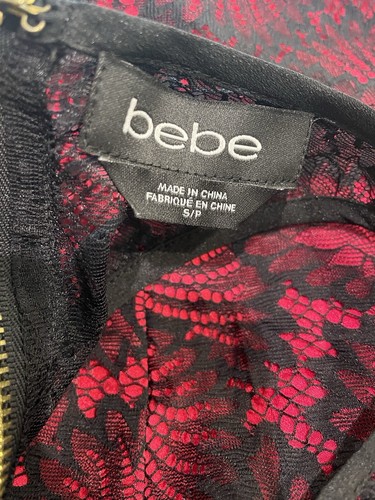 bebe
MADE IN CHINA
FABRIQUÉ EN CHINE
S/P